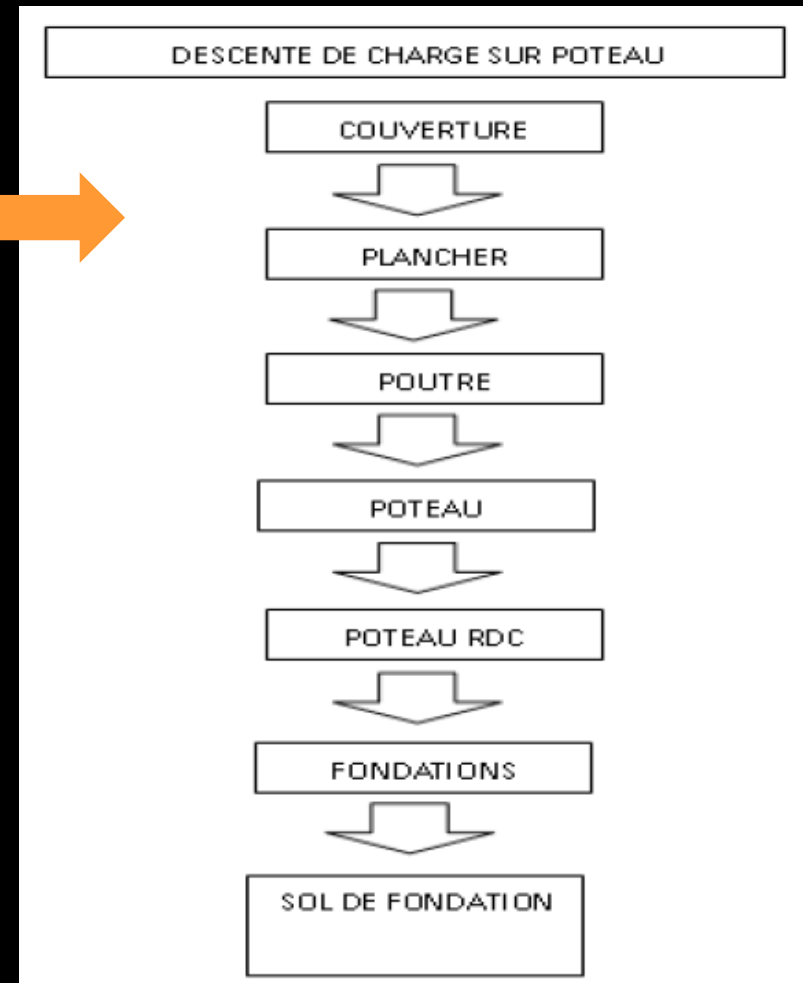 DESCENTE DE CHARGE SUR POTEAU
COUVERTURE
PLANCHER
POUTRE
POTEAU
POTEAU RDC
FONDATIONS
SOL DE FONDATION